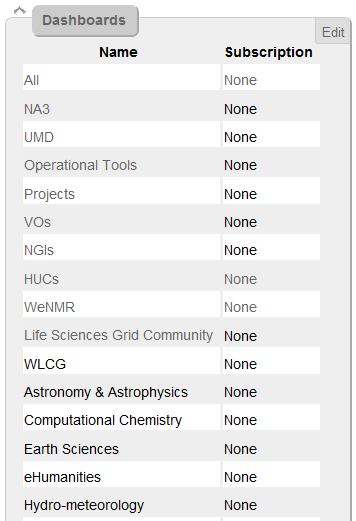 Dashboards
Edit
Name Subscription
All None
NA3 None
UMD None
Operational Tools None
Projects None
VOs None
NGIs None
HUCs None
WeNMR None
Life Sciences Grid Community None
WLCG None
Astronomy & Astrophysics None
Computational Chemistry None
Earth Sciences None
eHumanities None
Hydro-meteorology None